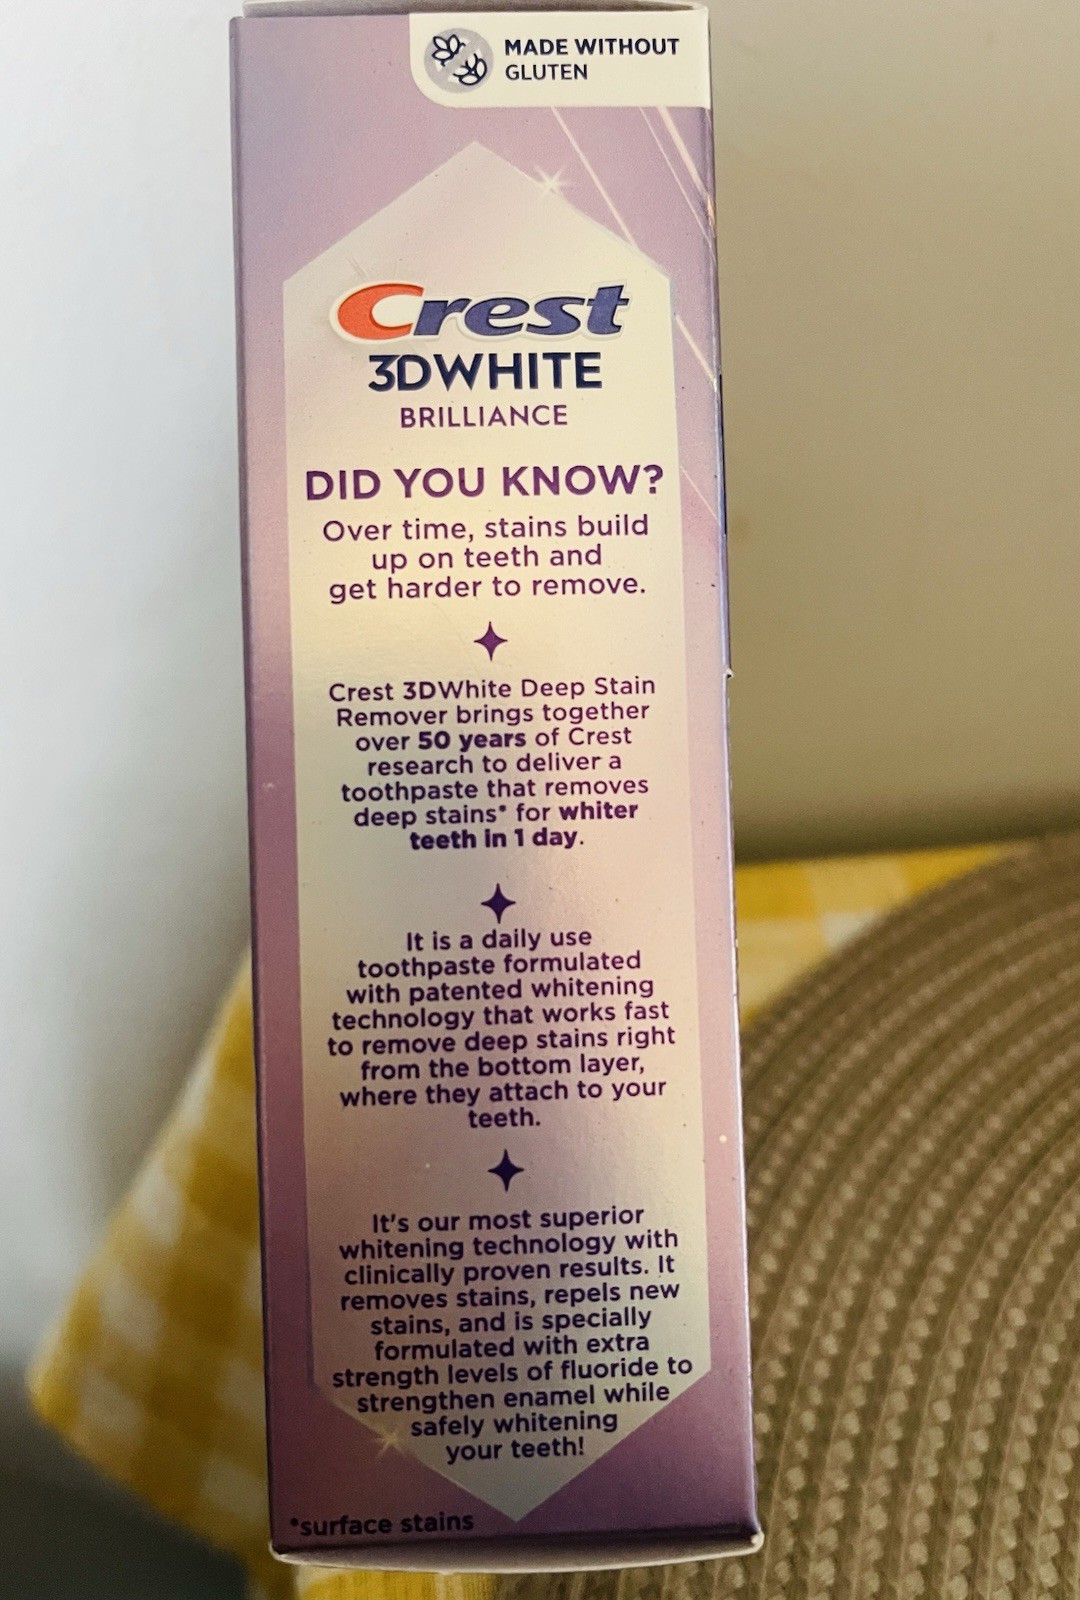 MADE WITHOUT
GLUTEN
Crest
3DWHITE
BRILLIANCE
DID YOU KNOW?
Over time, stains build
up on teeth and
get harder to remove.
Crest 3DWhite Deep Stain
Remover brings together
over 50 years of Crest
research to deliver a
toothpaste that removes
deep stains* for whiter
teeth in 1 day.
It is a daily use
toothpaste formulated
with patented whitening
technology that works fast
to remove deep stains right
from the bottom layer,
where they attach to your
teeth.
It's our most superior
whitening technology with
clinically proven results. It
removes stains, repels new
stains, and is specially
formulated with extra
strength levels of fluoride to
strengthen enamel while
safely whitening
your teeth!
*surface stains